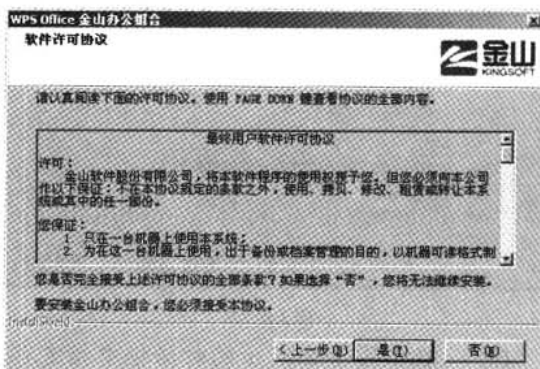 WPS Office 金山办公组合
软件许可协议
金山
KINGSOFT
请认真阅读下面的许可协议。使用 PAGE DOWN 键查看协议的全部内容。
最终用户软件许可协议
许可：
金山软件股份有限公司，将本软件程序的使用权授予您。但您必须向本公司
作以下保证：不在本协议规定的条款之外，使用、拷贝、修改、租赁或转让本系
统或其中的任一部份。
您保证：
1. 只在一台机器上使用本系统；
2. 为在这一台机器上使用，出于备份或档案管理的目的，以机器可读格式制
您是否完全接受上述许可协议的全部条款？如果选择“否”，您将无法继续安装。
要安装金山办公组合，您必须接受本协议。
InstallShield
<上一步(B)
是(Y)
否(N)